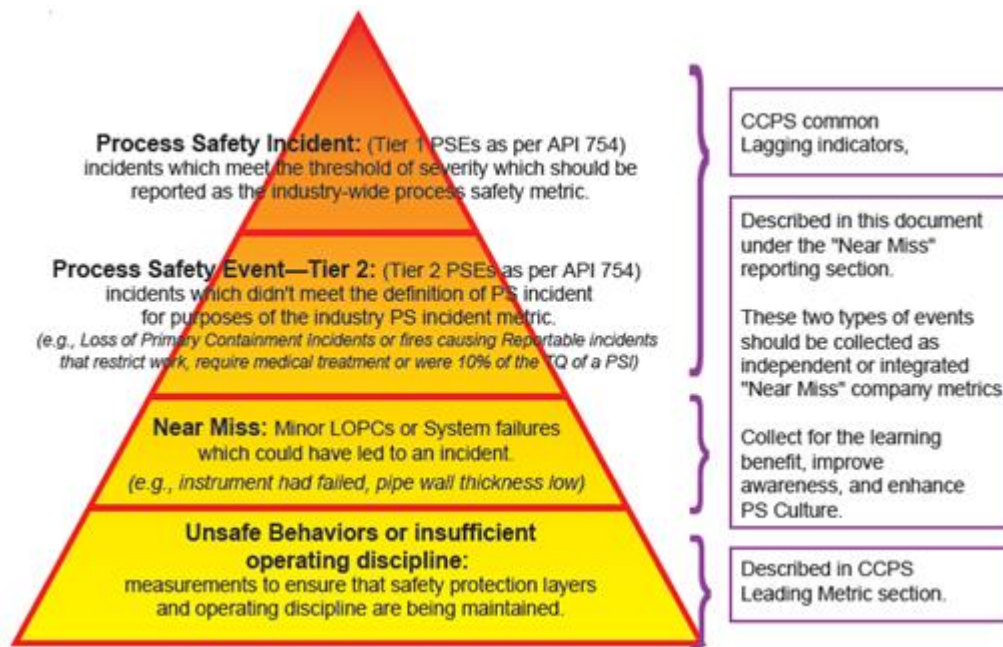 Process Safety Incident: (Tier 1 PSEs as per API 754)
incidents which meet the threshold of severity which should be
reported as the industry-wide process safety metric.
Process Safety Event—Tier 2: (Tier 2 PSEs as per API 754)
incidents which didn't meet the definition of PS incident
for purposes of the industry PS incident metric.
(e.g., Loss of Primary Containment Incidents or fires causing Reportable incidents
that restrict work, require medical treatment or were 10% of the TQ of a PSI)
Near Miss: Minor LOPCs or System failures
which could have led to an incident.
(e.g., instrument had failed, pipe wall thickness low)
Unsafe Behaviors or insufficient
operating discipline:
measurements to ensure that safety protection layers
and operating discipline are being maintained.
CCPS common
Lagging indicators,
Described in this document
under the "Near Miss"
reporting section.
These two types of events
should be collected as
independent or integrated
"Near Miss" company metrics
Collect for the learning
benefit, improve
awareness, and enhance
PS Culture.
Described in CCPS
Leading Metric section.